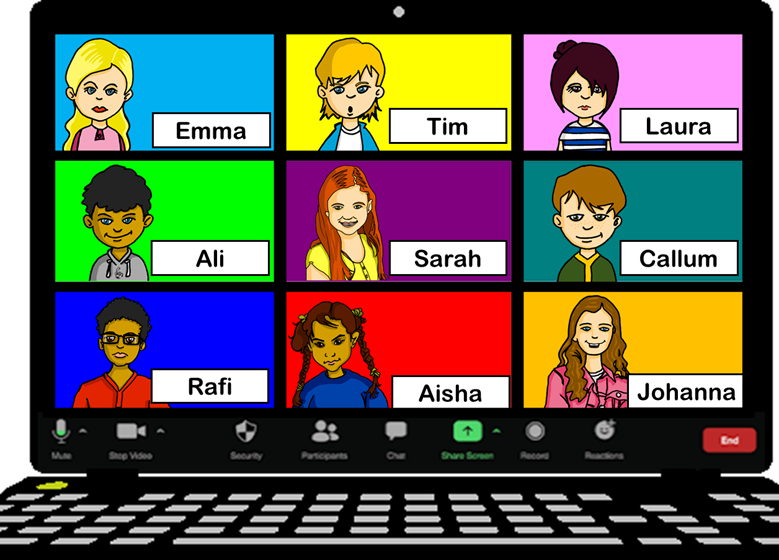 Emma
Tim
Laura
Ali
Sarah
Callum
Rafi
Aisha
Johanna
Mute
Stop Video
Security
Participants
Chat
Share Screen
Record
Reactions
End